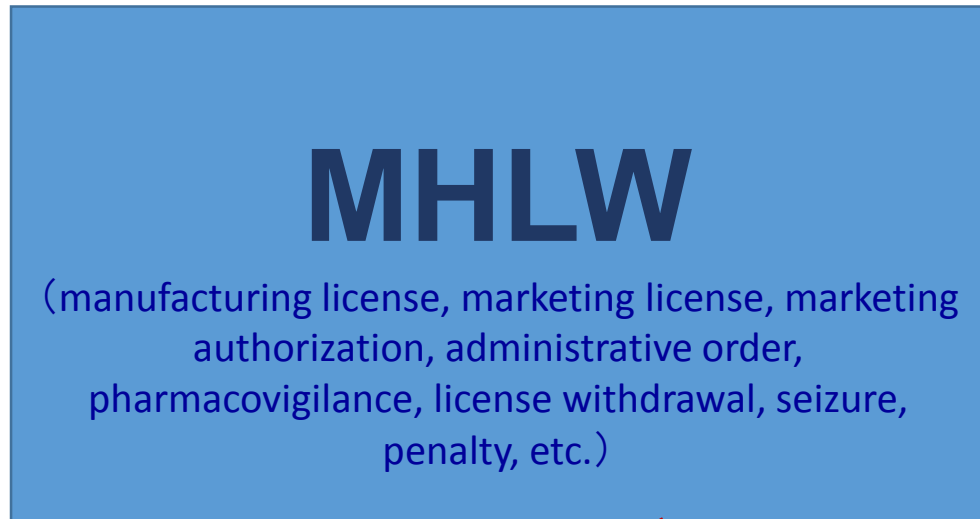 MHLW
（manufacturing license, marketing license, marketing
authorization, administrative order,
pharmacovigilance, license withdrawal, seizure,
penalty, etc.）